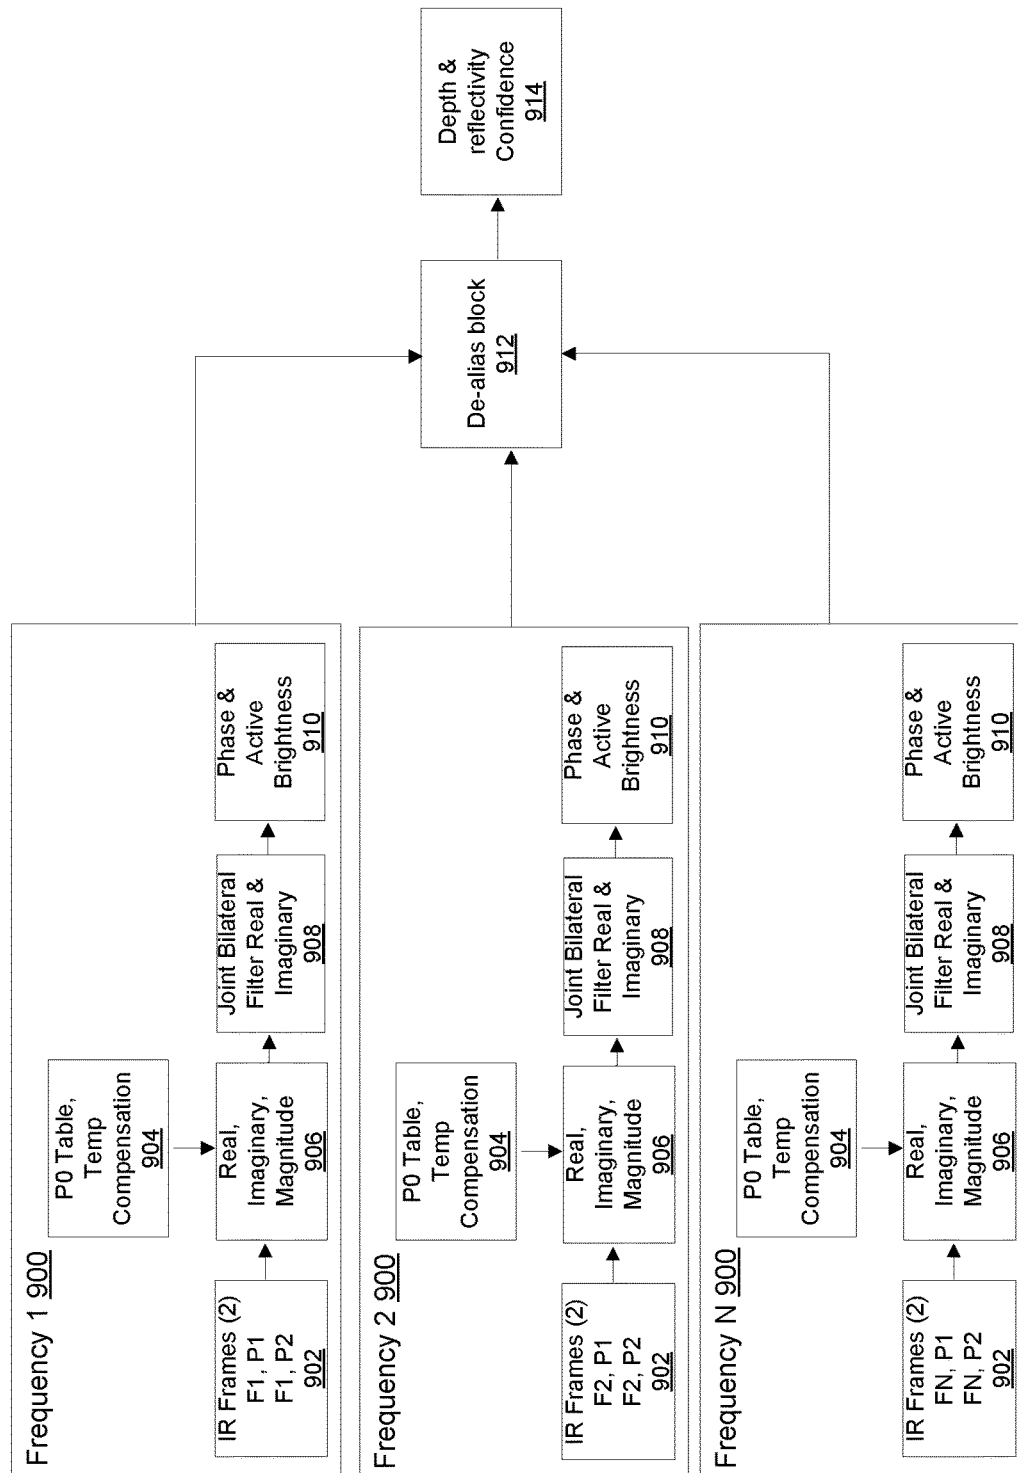 Frequency 1 900
IR Frames (2)
F1, P1
F1, P2
902
P0 Table,
Temp
Compensation
904
Real,
Imaginary,
Magnitude
906
Joint Bilateral
Filter Real &
Imaginary
908
Phase &
Active
Brightness
910
Frequency 2 900
IR Frames (2)
F2, P1
F2, P2
902
P0 Table,
Temp
Compensation
904
Real,
Imaginary,
Magnitude
906
Joint Bilateral
Filter Real &
Imaginary
908
Phase &
Active
Brightness
910
Frequency N 900
IR Frames (2)
FN, P1
FN, P2
902
P0 Table,
Temp
Compensation
904
Real,
Imaginary,
Magnitude
906
Joint Bilateral
Filter Real &
Imaginary
908
Phase &
Active
Brightness
910
De-alias block
912
Depth &
reflectivity
Confidence
914